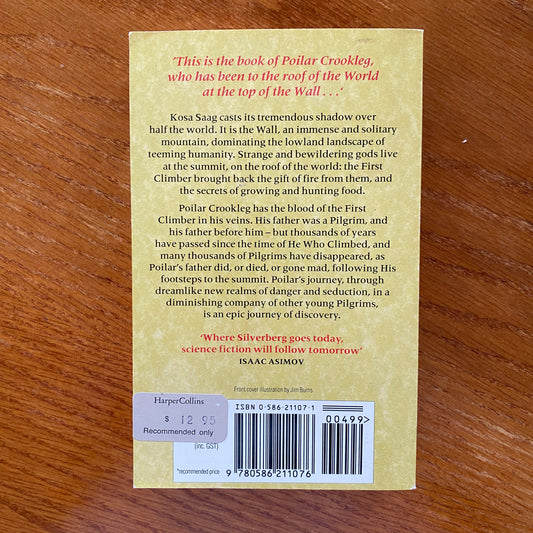 ‘This is the book of Poilar Crookleg,
who has been to the roof of the World
at the top of the Wall . . .‘
Kosa Saag casts its tremendous shadow over
half the world. It is the Wall, an immense and solitary
mountain, dominating the lowland landscape of
teeming humanity. Strange and bewildering gods live
at the summit, on the roof of the world: the First
Climber brought back the gift of fire from them, and
the secrets of growing and hunting food.
Poilar Crookleg has the blood of the First
Climber in his veins. His father was a Pilgrim, and
his father before him – but thousands of years
have passed since the time of He Who Climbed, and
many thousands of Pilgrims have disappeared, as
Poilar’s father did, or died, or gone mad, following His
footsteps to the summit. Poilar’s journey, through
dreamlike new realms of danger and seduction, in a
diminishing company of other young Pilgrims,
is an epic journey of discovery.
‘Where Silverberg goes today,
science fiction will follow tomorrow‘
ISAAC ASIMOV
Front cover illustration by Jim Burns
HarperCollins
$ 12 95
Recommended only
(inc. GST)
*recommended price
ISBN 0-586-21107-1
00499>
9 780586 211076